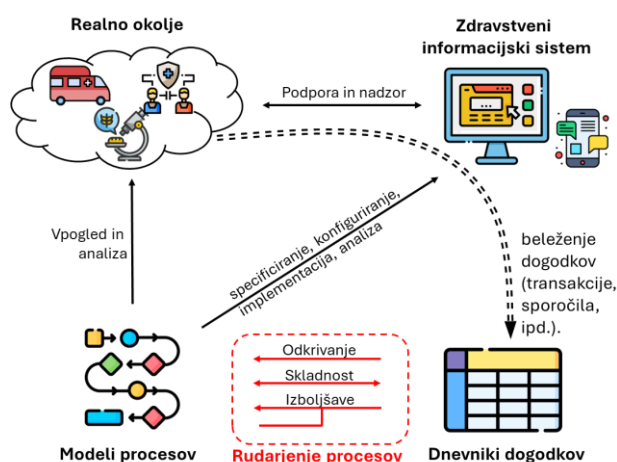 Realno okolje
Zdravstveni
informacijski sistem
Podpora in nadzor
Vpogled in
analiza
specificiranje, konfiguriranje,
implementacija, analiza
beleženje
dogodkov
(transakcije,
sporočila,
ipd.).
Odkrivanje
Skladnost
Izboljšave
Modeli procesov
Rudarjenje procesov
Dnevniki dogodkov